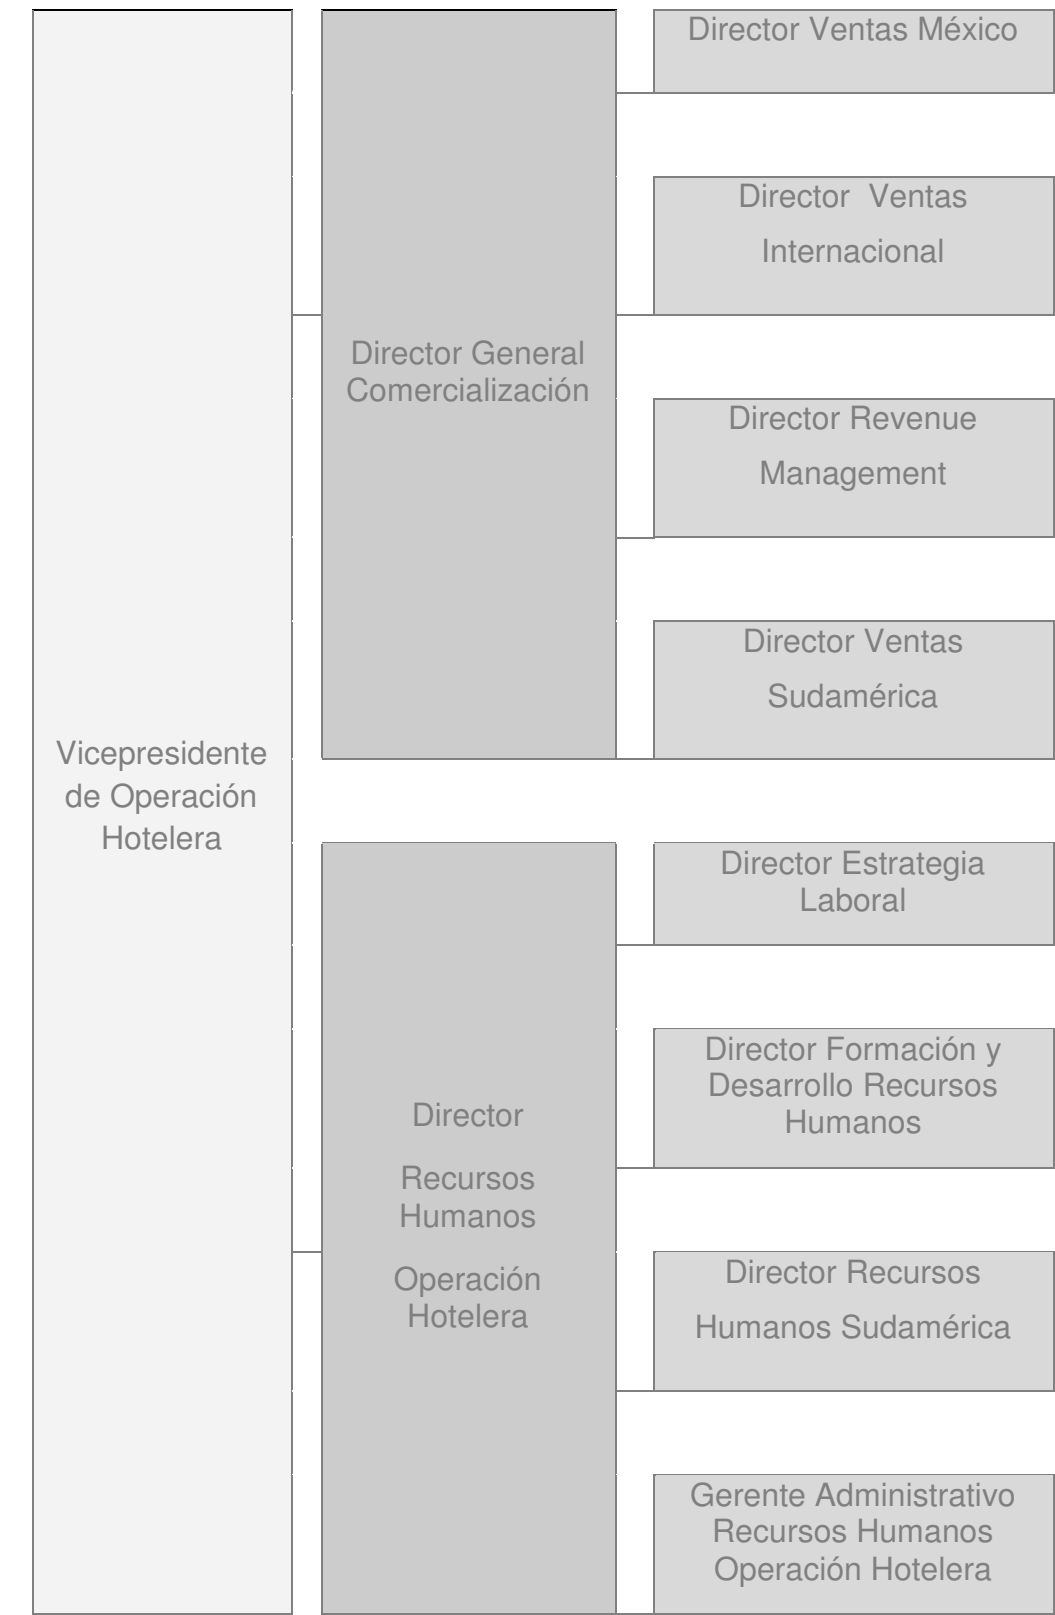 Vicepresidente
de Operación
Hotelera
Director General
Comercialización
Director Ventas México
Director Ventas
Internacional
Director Revenue
Management
Director Ventas
Sudamérica
Director
Recursos
Humanos
Operación
Hotelera
Director Estrategia
Laboral
Director Formación y
Desarrollo Recursos
Humanos
Director Recursos
Humanos Sudamérica
Gerente Administrativo
Recursos Humanos
Operación Hotelera